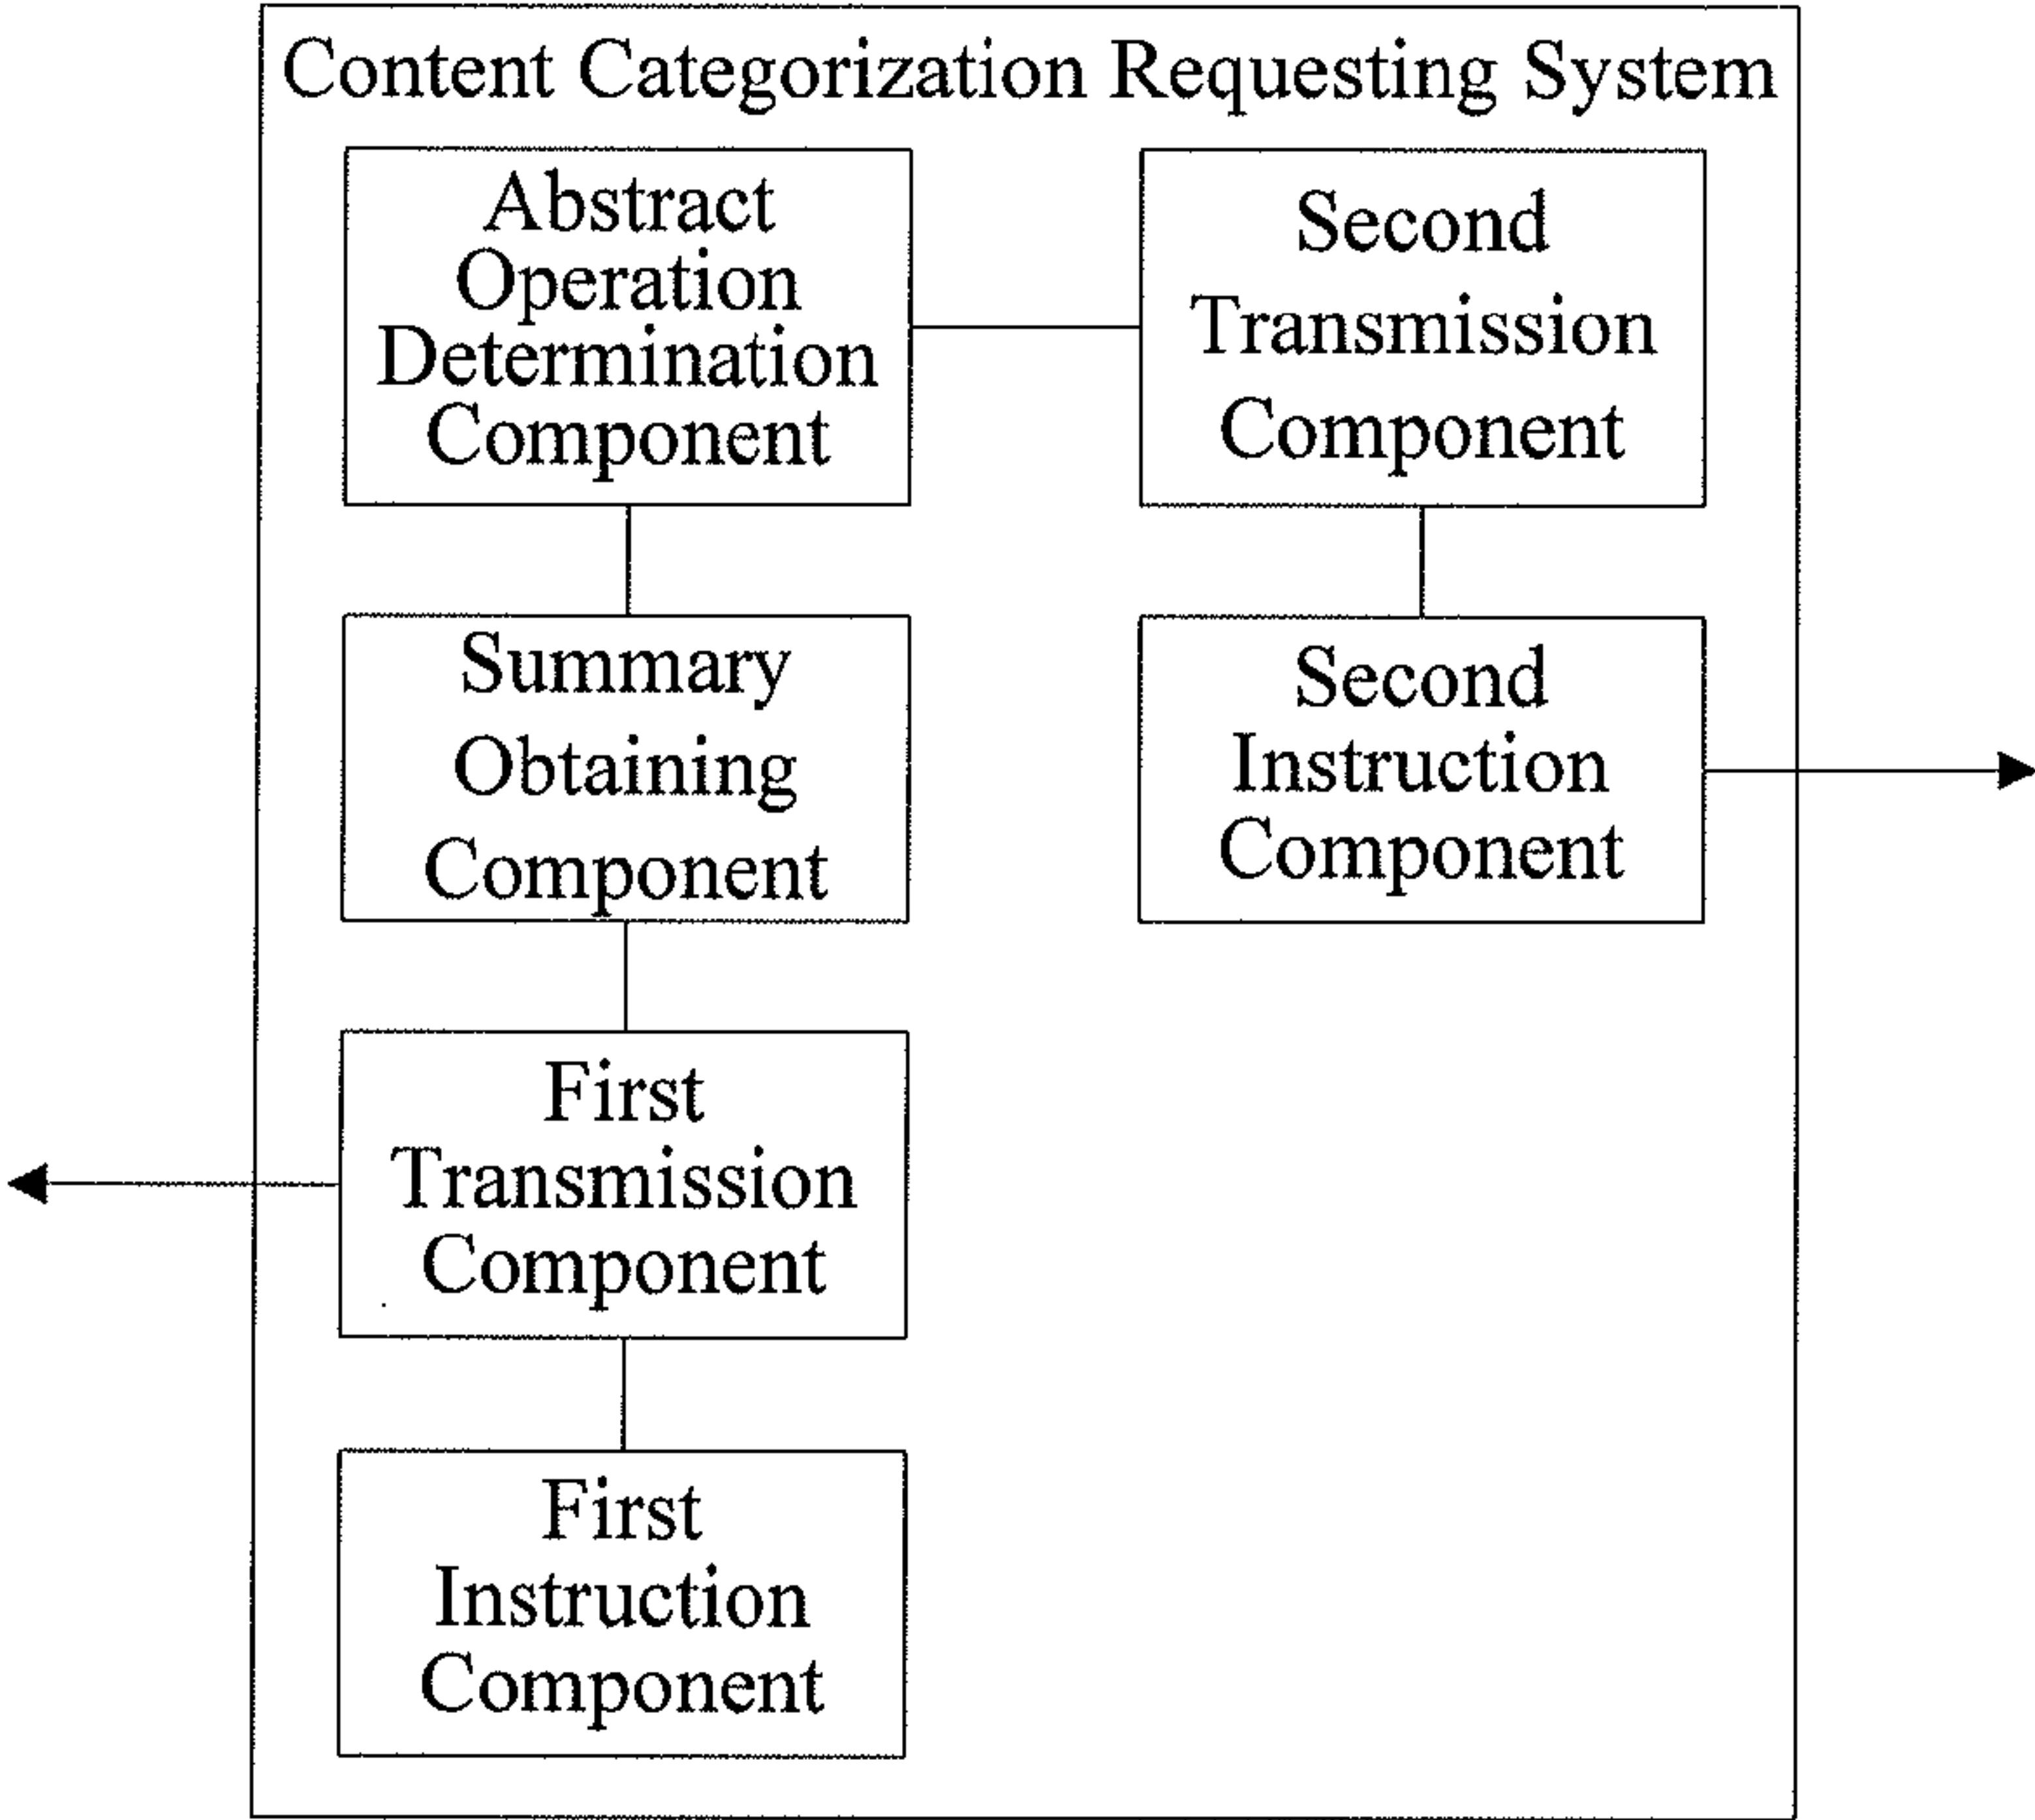 Content Categorization Requesting System
Abstract
Operation
Determination
Component
Second
Transmission
Component
Summary
Obtaining
Component
Second
Instruction
Component
First
Transmission
Component
First
Instruction
Component